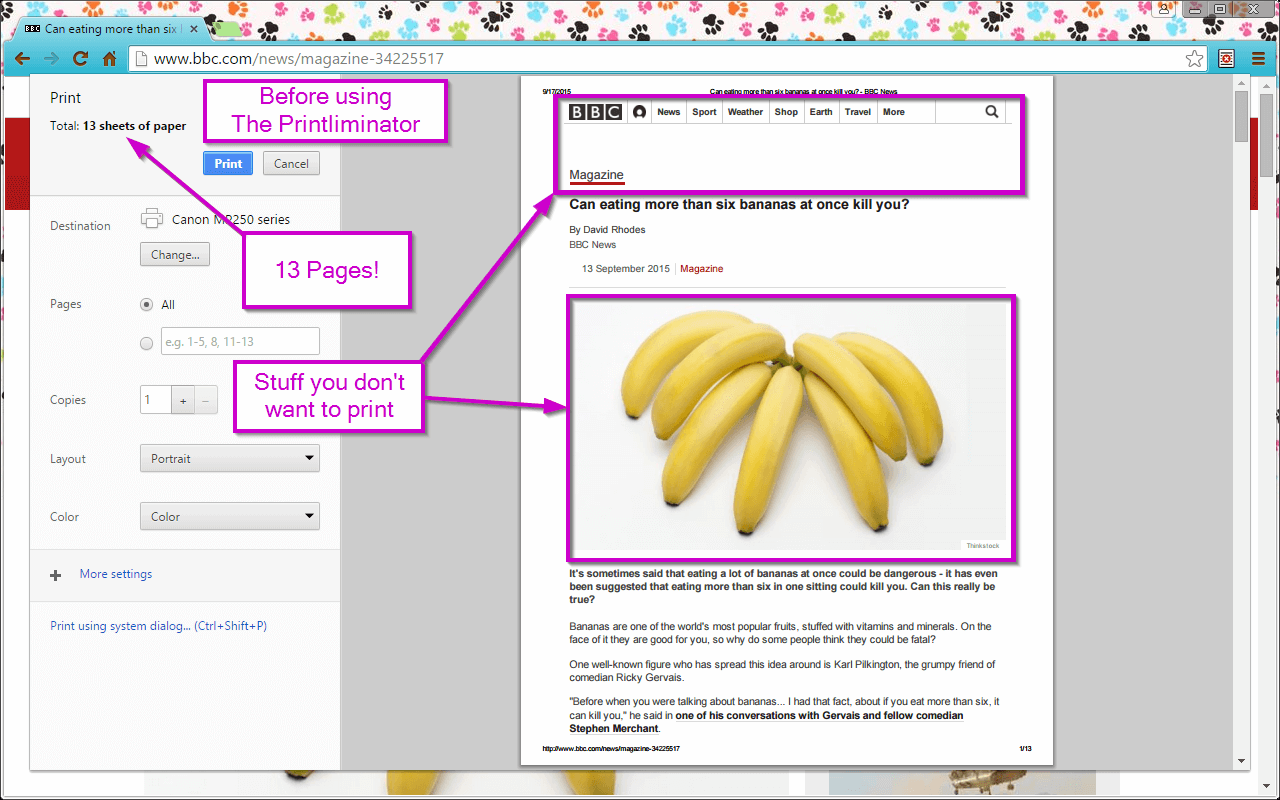 BBC Can eating more than six
www.bbc.com/news/magazine-34225517
Print
Total: 13 sheets of paper
Print Cancel
Before using
The Printliminator
Destination
Canon MP250 series
Change...
13 Pages!
Pages
All
e.g. 1-5, 8, 11-13
Stuff you don't
want to print
Copies
1 + −
Layout
Portrait
Color
Color
More settings
Print using system dialog... (Ctrl+Shift+P)
9/17/2015 Can eating more than six bananas at once kill you? - BBC News
BBC News Sport Weather Shop Earth Travel More
Magazine
Can eating more than six bananas at once kill you?
By David Rhodes
BBC News
13 September 2015 Magazine
Thinkstock
It's sometimes said that eating a lot of bananas at once could be dangerous - it has even
been suggested that eating more than six in one sitting could kill you. Can this really be
true?
Bananas are one of the world's most popular fruits, stuffed with vitamins and minerals. On the
face of it they are good for you, so why do some people think they could be fatal?
One well-known figure who has spread this idea around is Karl Pilkington, the grumpy friend of
comedian Ricky Gervais.
"Before when you were talking about bananas... I had that fact, about if you eat more than six, it
can kill you," he said in one of his conversations with Gervais and fellow comedian
Stephen Merchant.
http://www.bbc.com/news/magazine-34225517 1/13